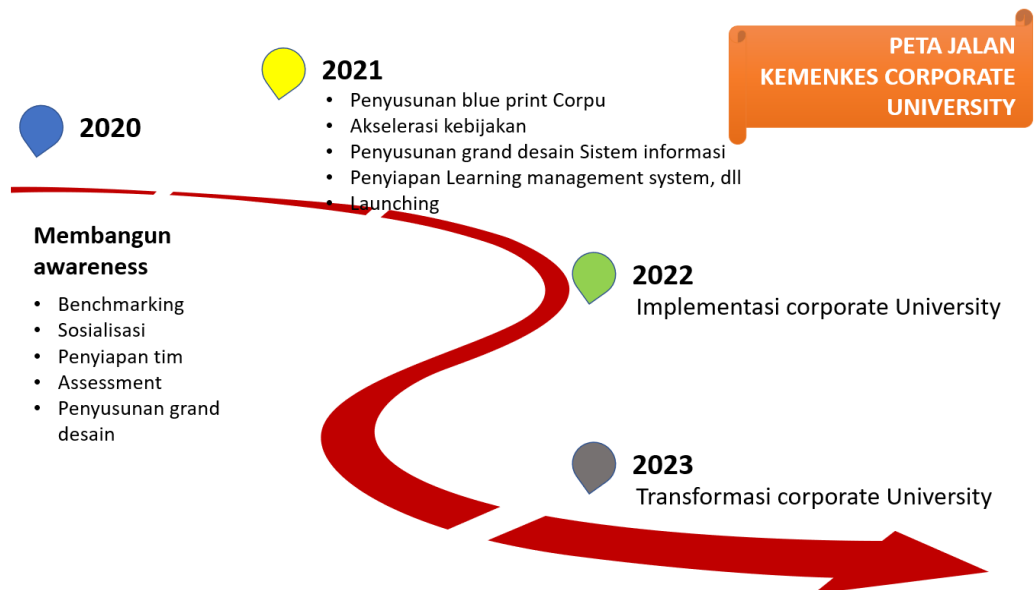 PETA JALAN
KEMENKES CORPORATE
UNIVERSITY
2020
Membangun
awareness
• Benchmarking
• Sosialisasi
• Penyiapan tim
• Assessment
• Penyusunan grand
desain
2021
• Penyusunan blue print Corpu
• Akselerasi kebijakan
• Penyusunan grand desain Sistem informasi
• Penyiapan Learning management system, dll
• Launching
2022
Implementasi corporate University
2023
Transformasi corporate University